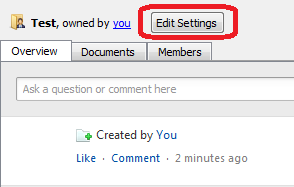 Test, owned by you Edit Settings
Overview Documents Members
Ask a question or comment here
Created by You
Like · Comment · 2 minutes ago